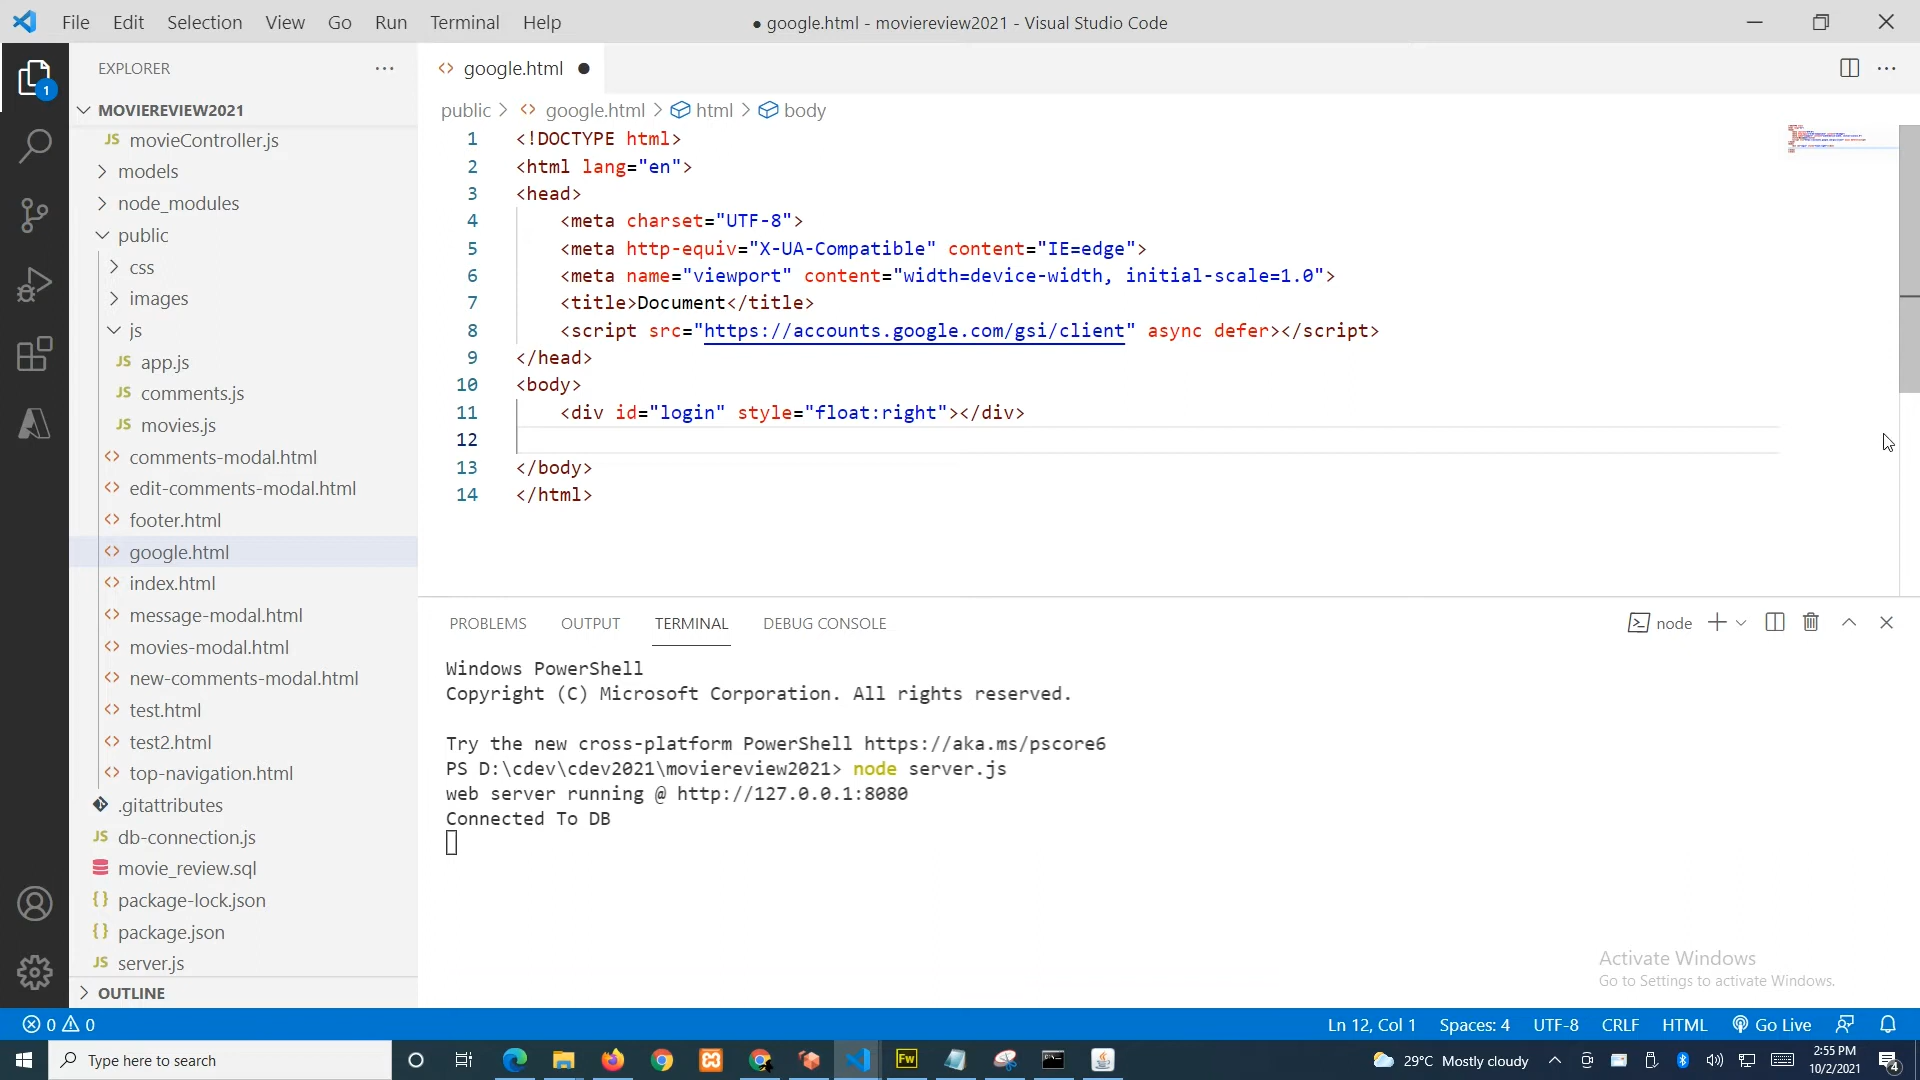 File Edit Selection View Go Run Terminal Help
● google.html - moviereview2021 - Visual Studio Code
EXPLORER
1
MOVIEREVIEW2021
JS movieController.js
models
node_modules
public
css
images
js
JS app.js
JS comments.js
JS movies.js
<> comments-modal.html
<> edit-comments-modal.html
<> footer.html
<> google.html
<> index.html
<> message-modal.html
<> movies-modal.html
<> new-comments-modal.html
<> test.html
<> test2.html
<> top-navigation.html
.gitattributes
JS db-connection.js
movie_review.sql
{} package-lock.json
{} package.json
JS server.js
OUTLINE
<> google.html ●
public > <> google.html > html > body
1 <!DOCTYPE html>
2 <html lang="en">
3 <head>
4 <meta charset="UTF-8">
5 <meta http-equiv="X-UA-Compatible" content="IE=edge">
6 <meta name="viewport" content="width=device-width, initial-scale=1.0">
7 <title>Document</title>
8 <script src="https://accounts.google.com/gsi/client" async defer></script>
9 </head>
10 <body>
11 <div id="login" style="float:right"></div>
12
13 </body>
14 </html>
PROBLEMS OUTPUT TERMINAL DEBUG CONSOLE
node
Windows PowerShell
Copyright (C) Microsoft Corporation. All rights reserved.
Try the new cross-platform PowerShell https://aka.ms/pscore6
PS D:\cdev\cdev2021\moviereview2021> node server.js
web server running @ http://127.0.0.1:8080
Connected To DB
Activate Windows
Go to Settings to activate Windows.
0 0
Ln 12, Col 1 Spaces: 4 UTF-8 CRLF HTML Go Live
Type here to search
Fw
29°C Mostly cloudy
2:55 PM
10/2/2021
4